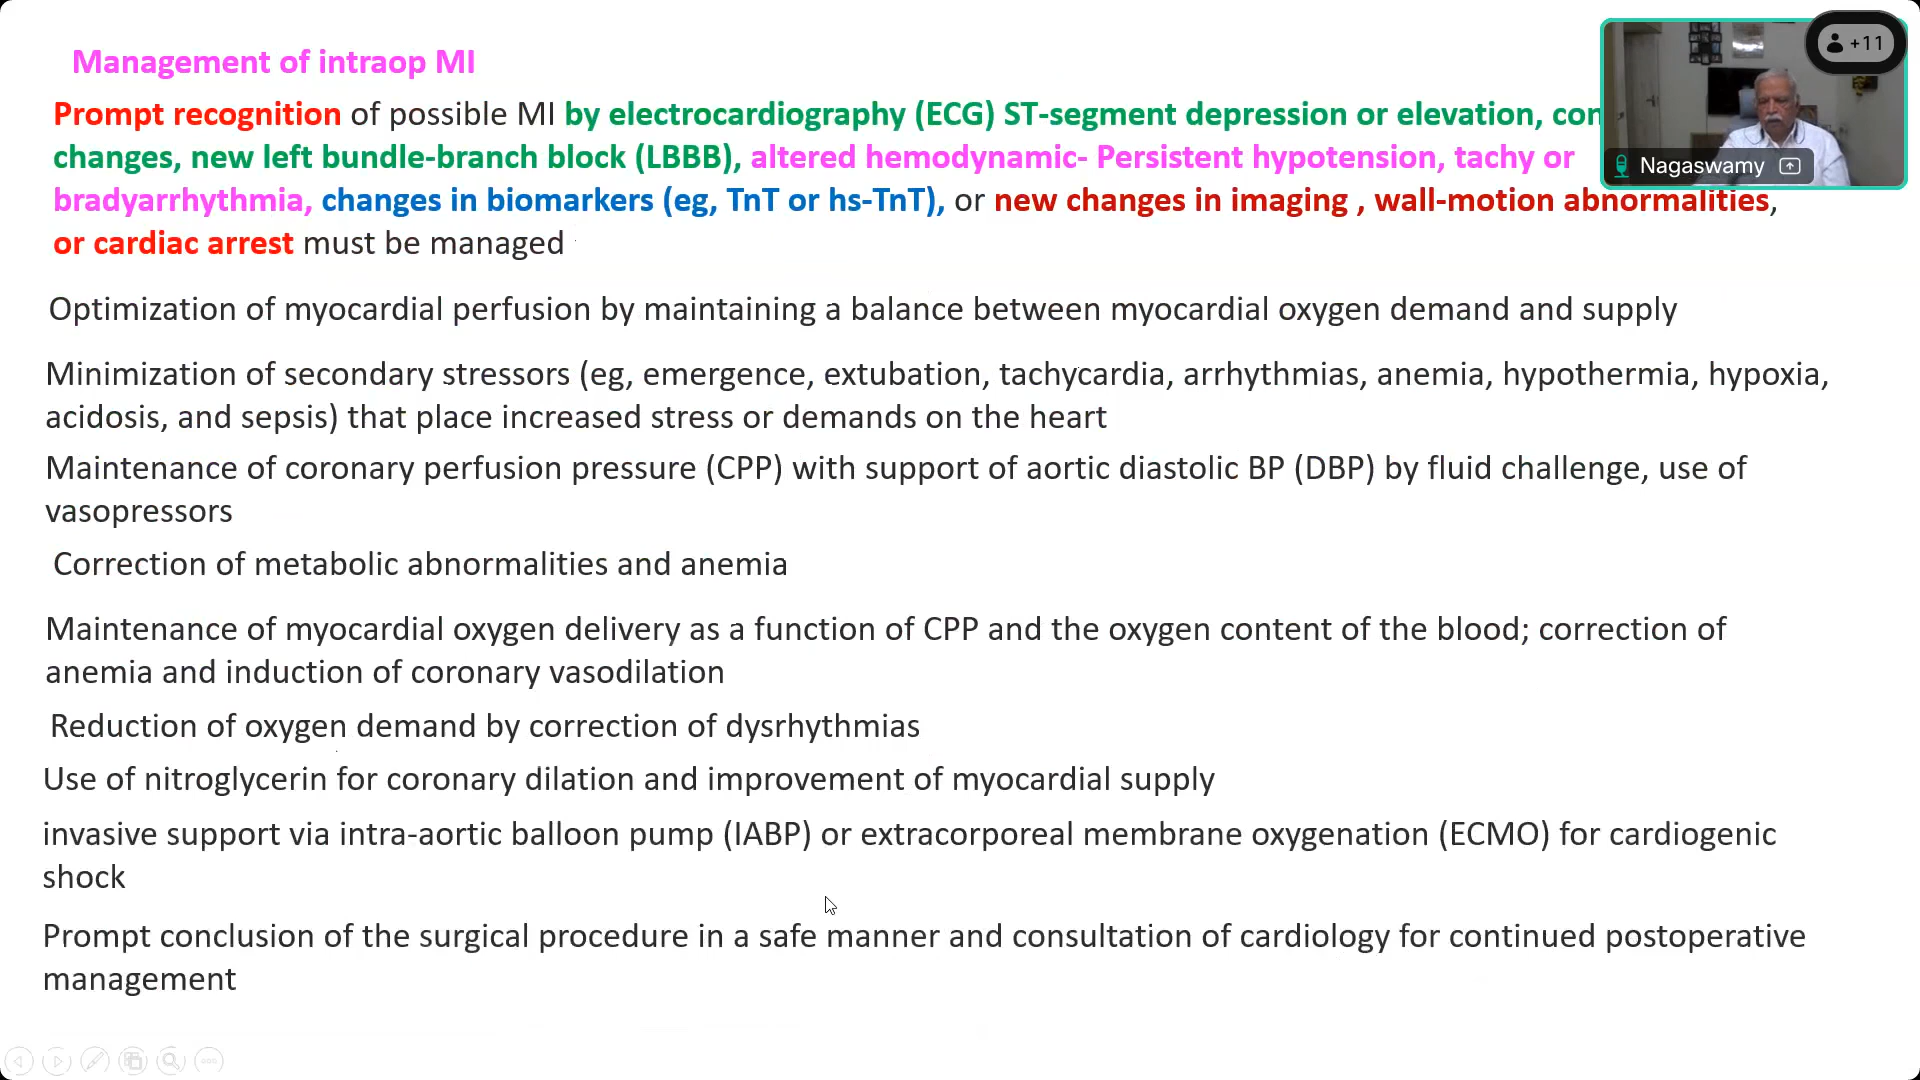 Management of intraop MI
Prompt recognition of possible MI by electrocardiography (ECG) ST-segment depression or elevation,
changes, new left bundle-branch block (LBBB), altered hemodynamic- Persistent hypotension, tachy or
bradyarrhythmia, changes in biomarkers (eg, TnT or hs-TnT), or new changes in imaging , wall-motion abnormalities,
or cardiac arrest must be managed
Optimization of myocardial perfusion by maintaining a balance between myocardial oxygen demand and supply
Minimization of secondary stressors (eg, emergence, extubation, tachycardia, arrhythmias, anemia, hypothermia, hypoxia,
acidosis, and sepsis) that place increased stress or demands on the heart
Maintenance of coronary perfusion pressure (CPP) with support of aortic diastolic BP (DBP) by fluid challenge, use of
vasopressors
Correction of metabolic abnormalities and anemia
Maintenance of myocardial oxygen delivery as a function of CPP and the oxygen content of the blood; correction of
anemia and induction of coronary vasodilation
Reduction of oxygen demand by correction of dysrhythmias
Use of nitroglycerin for coronary dilation and improvement of myocardial supply
invasive support via intra-aortic balloon pump (IABP) or extracorporeal membrane oxygenation (ECMO) for cardiogenic
shock
Prompt conclusion of the surgical procedure in a safe manner and consultation of cardiology for continued postoperative
management
+11
Nagaswamy